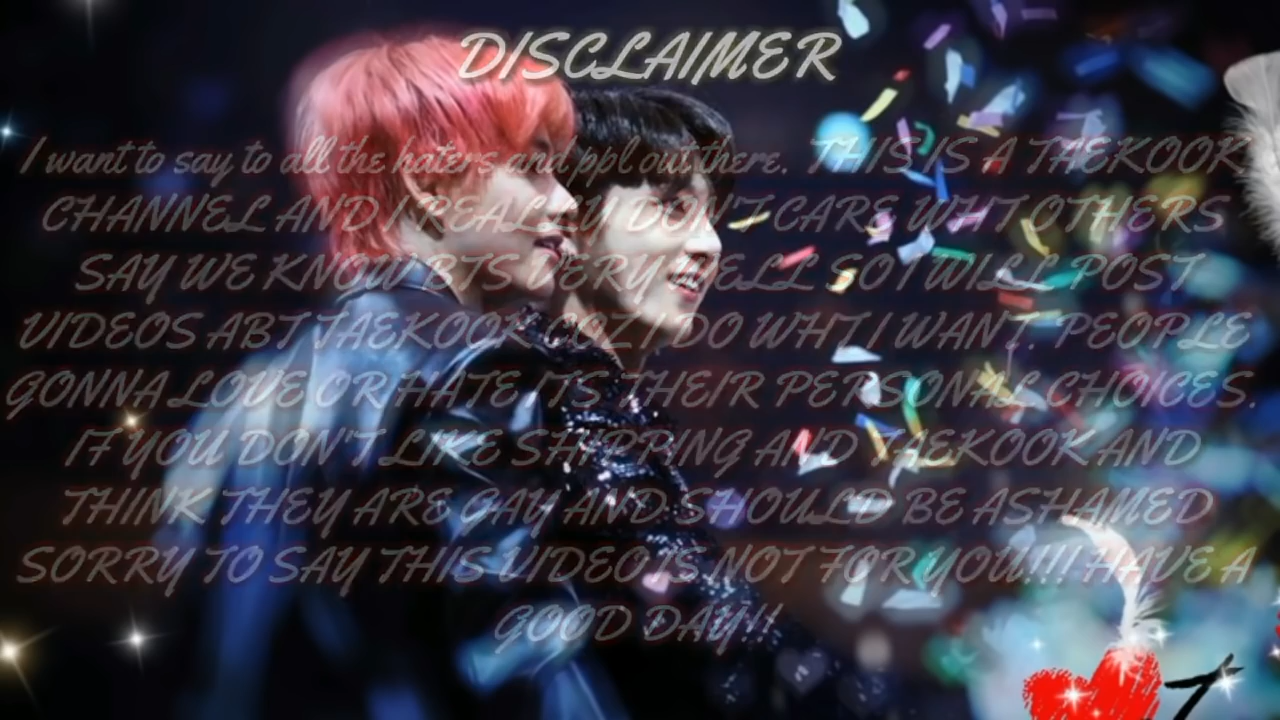 DISCLAIMER
I want to say to all the haters and ppl out there. THIS IS A TAEKOOK
CHANNEL AND I REALLY DON'T CARE WHT OTHERS
SAY WE KNOW BTS VERY WELL SO I WILL POST
VIDEOS ABT TAEKOOK COZ I DO WHT I WANT. PEOPLE
GONNA LOVE OR HATE ITS THEIR PERSONAL CHOICES.
IF YOU DON'T LIKE SHIPPING AND TAEKOOK AND
THINK THEY ARE GAY AND SHOULD BE ASHAMED
SORRY TO SAY THIS VIDEO IS NOT FOR YOU!!! HAVE A
GOOD DAY!!